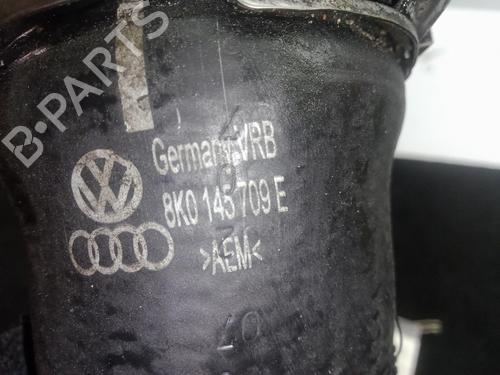 B-PARTS
Germany VRB
8K0 145 709 E
>AEM<